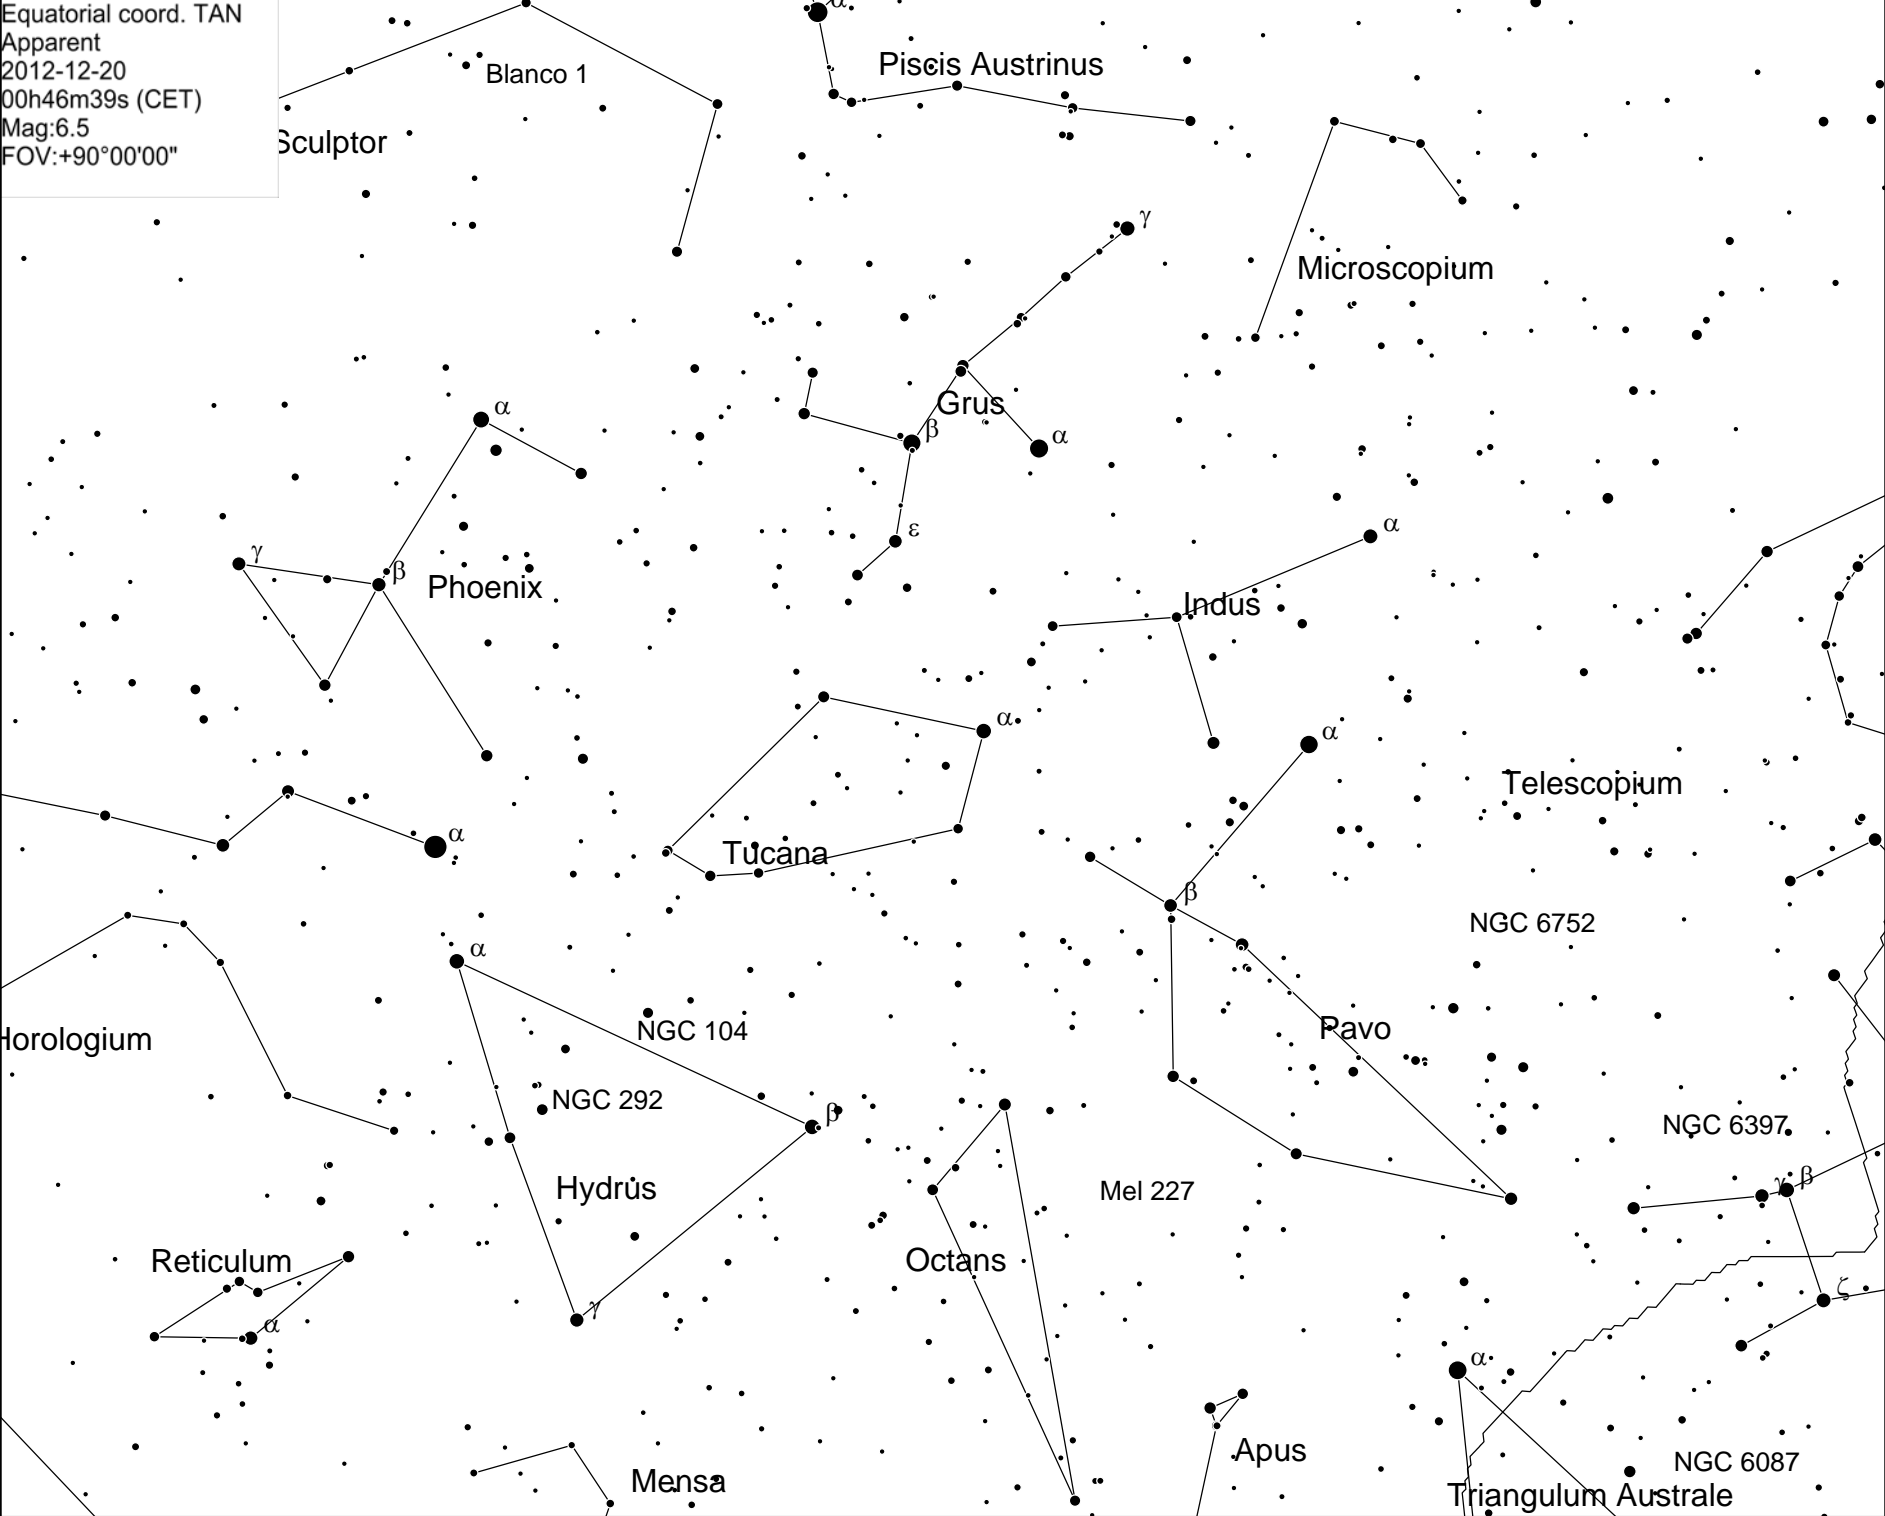 Equatorial coord. TAN
Apparent
2012-12-20
00h46m39s (CET)
Mag:6.5
FOV:+90°00'00"
α
Piscis Austrinus
Blanco 1
Sculptor
γ
Microscopium
Grus
α
β
α
ε
α
γ
β
Phoenix
Indus
α
α
Telescopium
α
Tucana
β
NGC 6752
α
Pavo
NGC 104
Horologium
NGC 292
β
NGC 6397
Hydrus
Mel 227
γ β
Reticulum
Octans
ζ
γ
α
α
Apus
NGC 6087
Mensa
Triangulum Australe